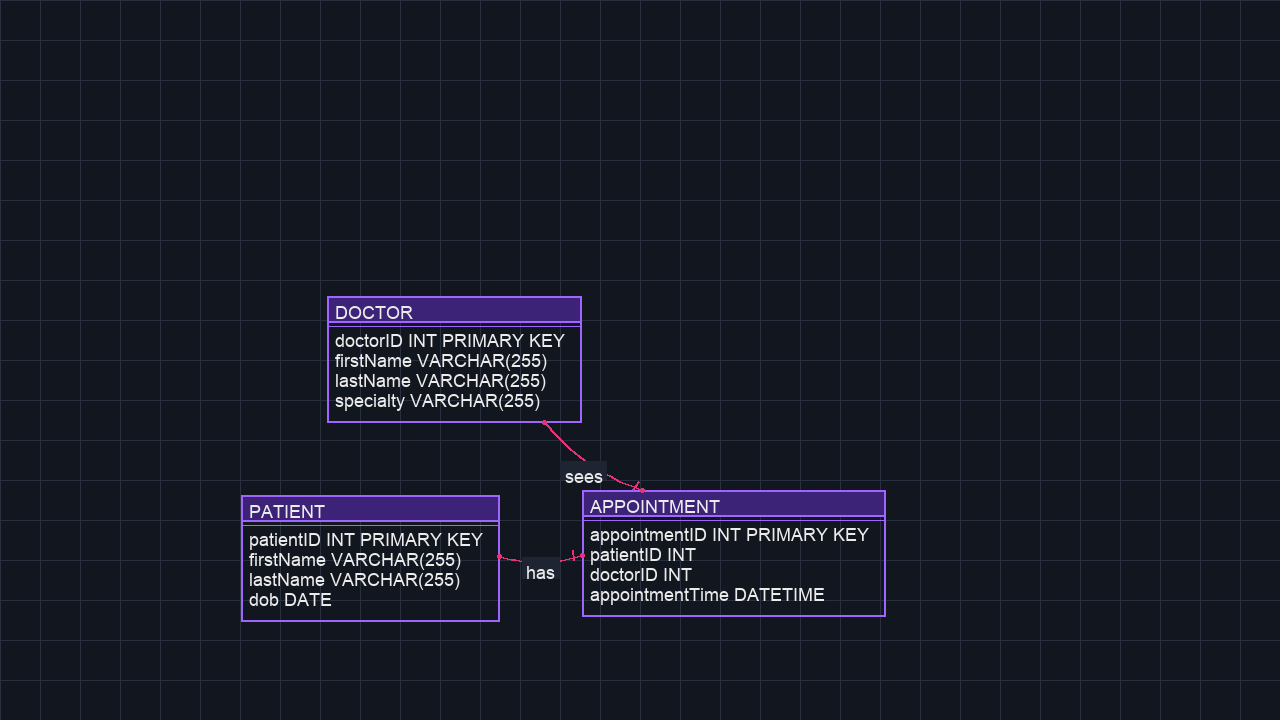 DOCTOR
doctorID INT PRIMARY KEY
firstName VARCHAR(255)
lastName VARCHAR(255)
specialty VARCHAR(255)
sees
PATIENT
patientID INT PRIMARY KEY
firstName VARCHAR(255)
lastName VARCHAR(255)
dob DATE
has
APPOINTMENT
appointmentID INT PRIMARY KEY
patientID INT
doctorID INT
appointmentTime DATETIME